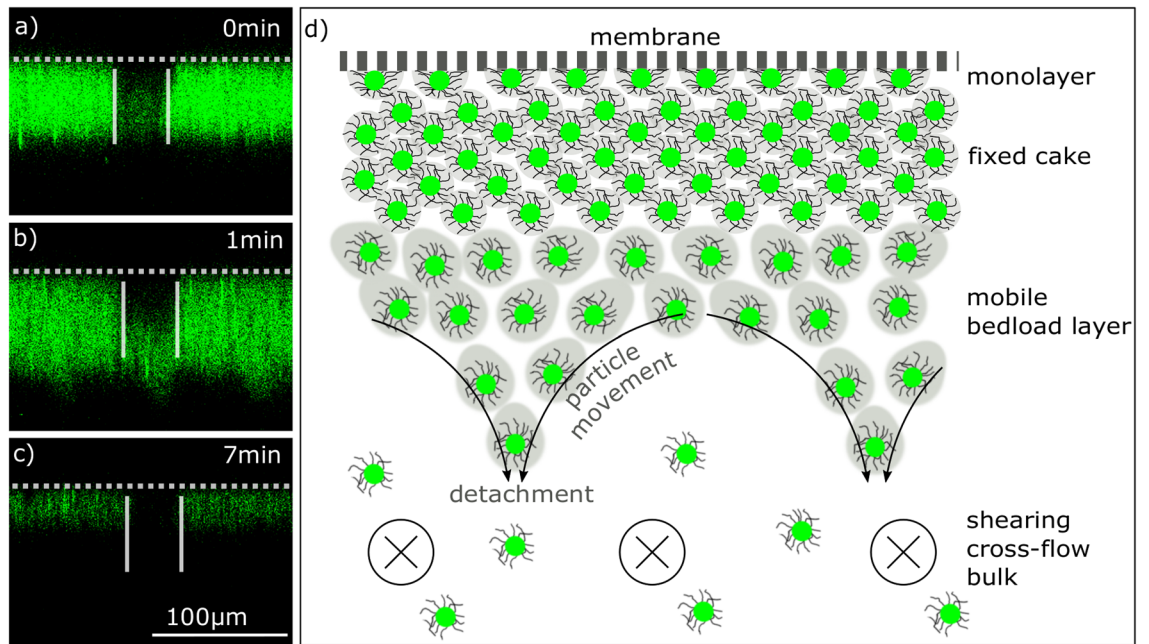 a)
0min
b)
1min
c)
7min
100μm
d)
membrane
monolayer
fixed cake
mobile
bedload layer
particle
movement
detachment
shearing
cross-flow
bulk